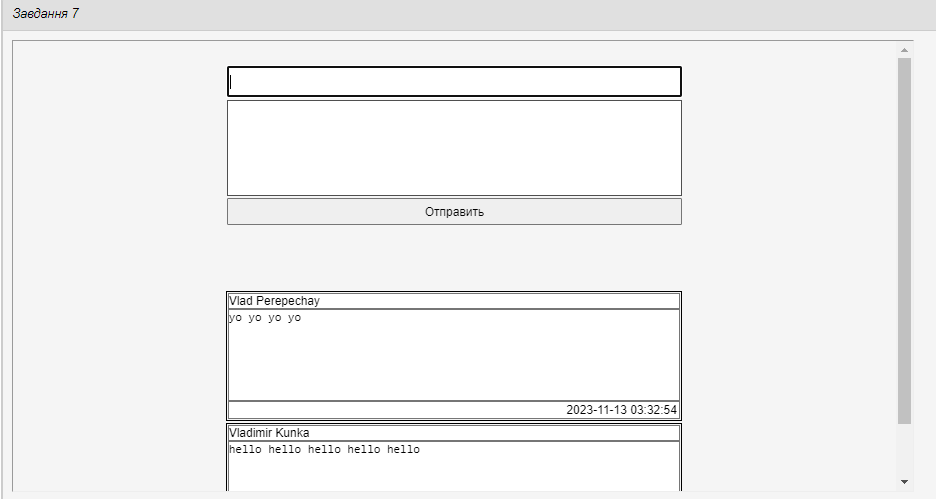 Завдання 7
Отправить
Vlad Perepechay
yo yo yo yo
2023-11-13 03:32:54
Vladimir Kunka
hello hello hello hello hello